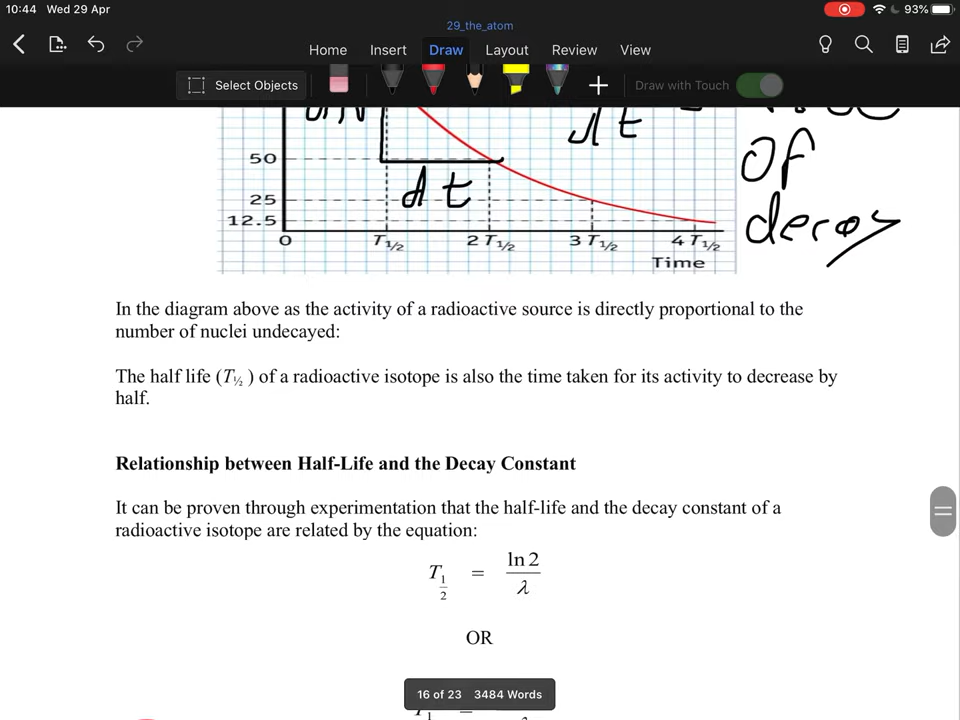 10:44 Wed 29 Apr
93%
29_the_atom
Home Insert Draw Layout Review View
Select Objects
Draw with Touch
dt
of
decay
50
dt
25
12.5
0 T½ 2 T½ 3 T½ 4 T½
Time
In the diagram above as the activity of a radioactive source is directly proportional to the
number of nuclei undecayed:
The half life (T½ ) of a radioactive isotope is also the time taken for its activity to decrease by
half.
Relationship between Half-Life and the Decay Constant
It can be proven through experimentation that the half-life and the decay constant of a
radioactive isotope are related by the equation:
T1/2 = ln 2 / λ
OR
16 of 23 3484 Words